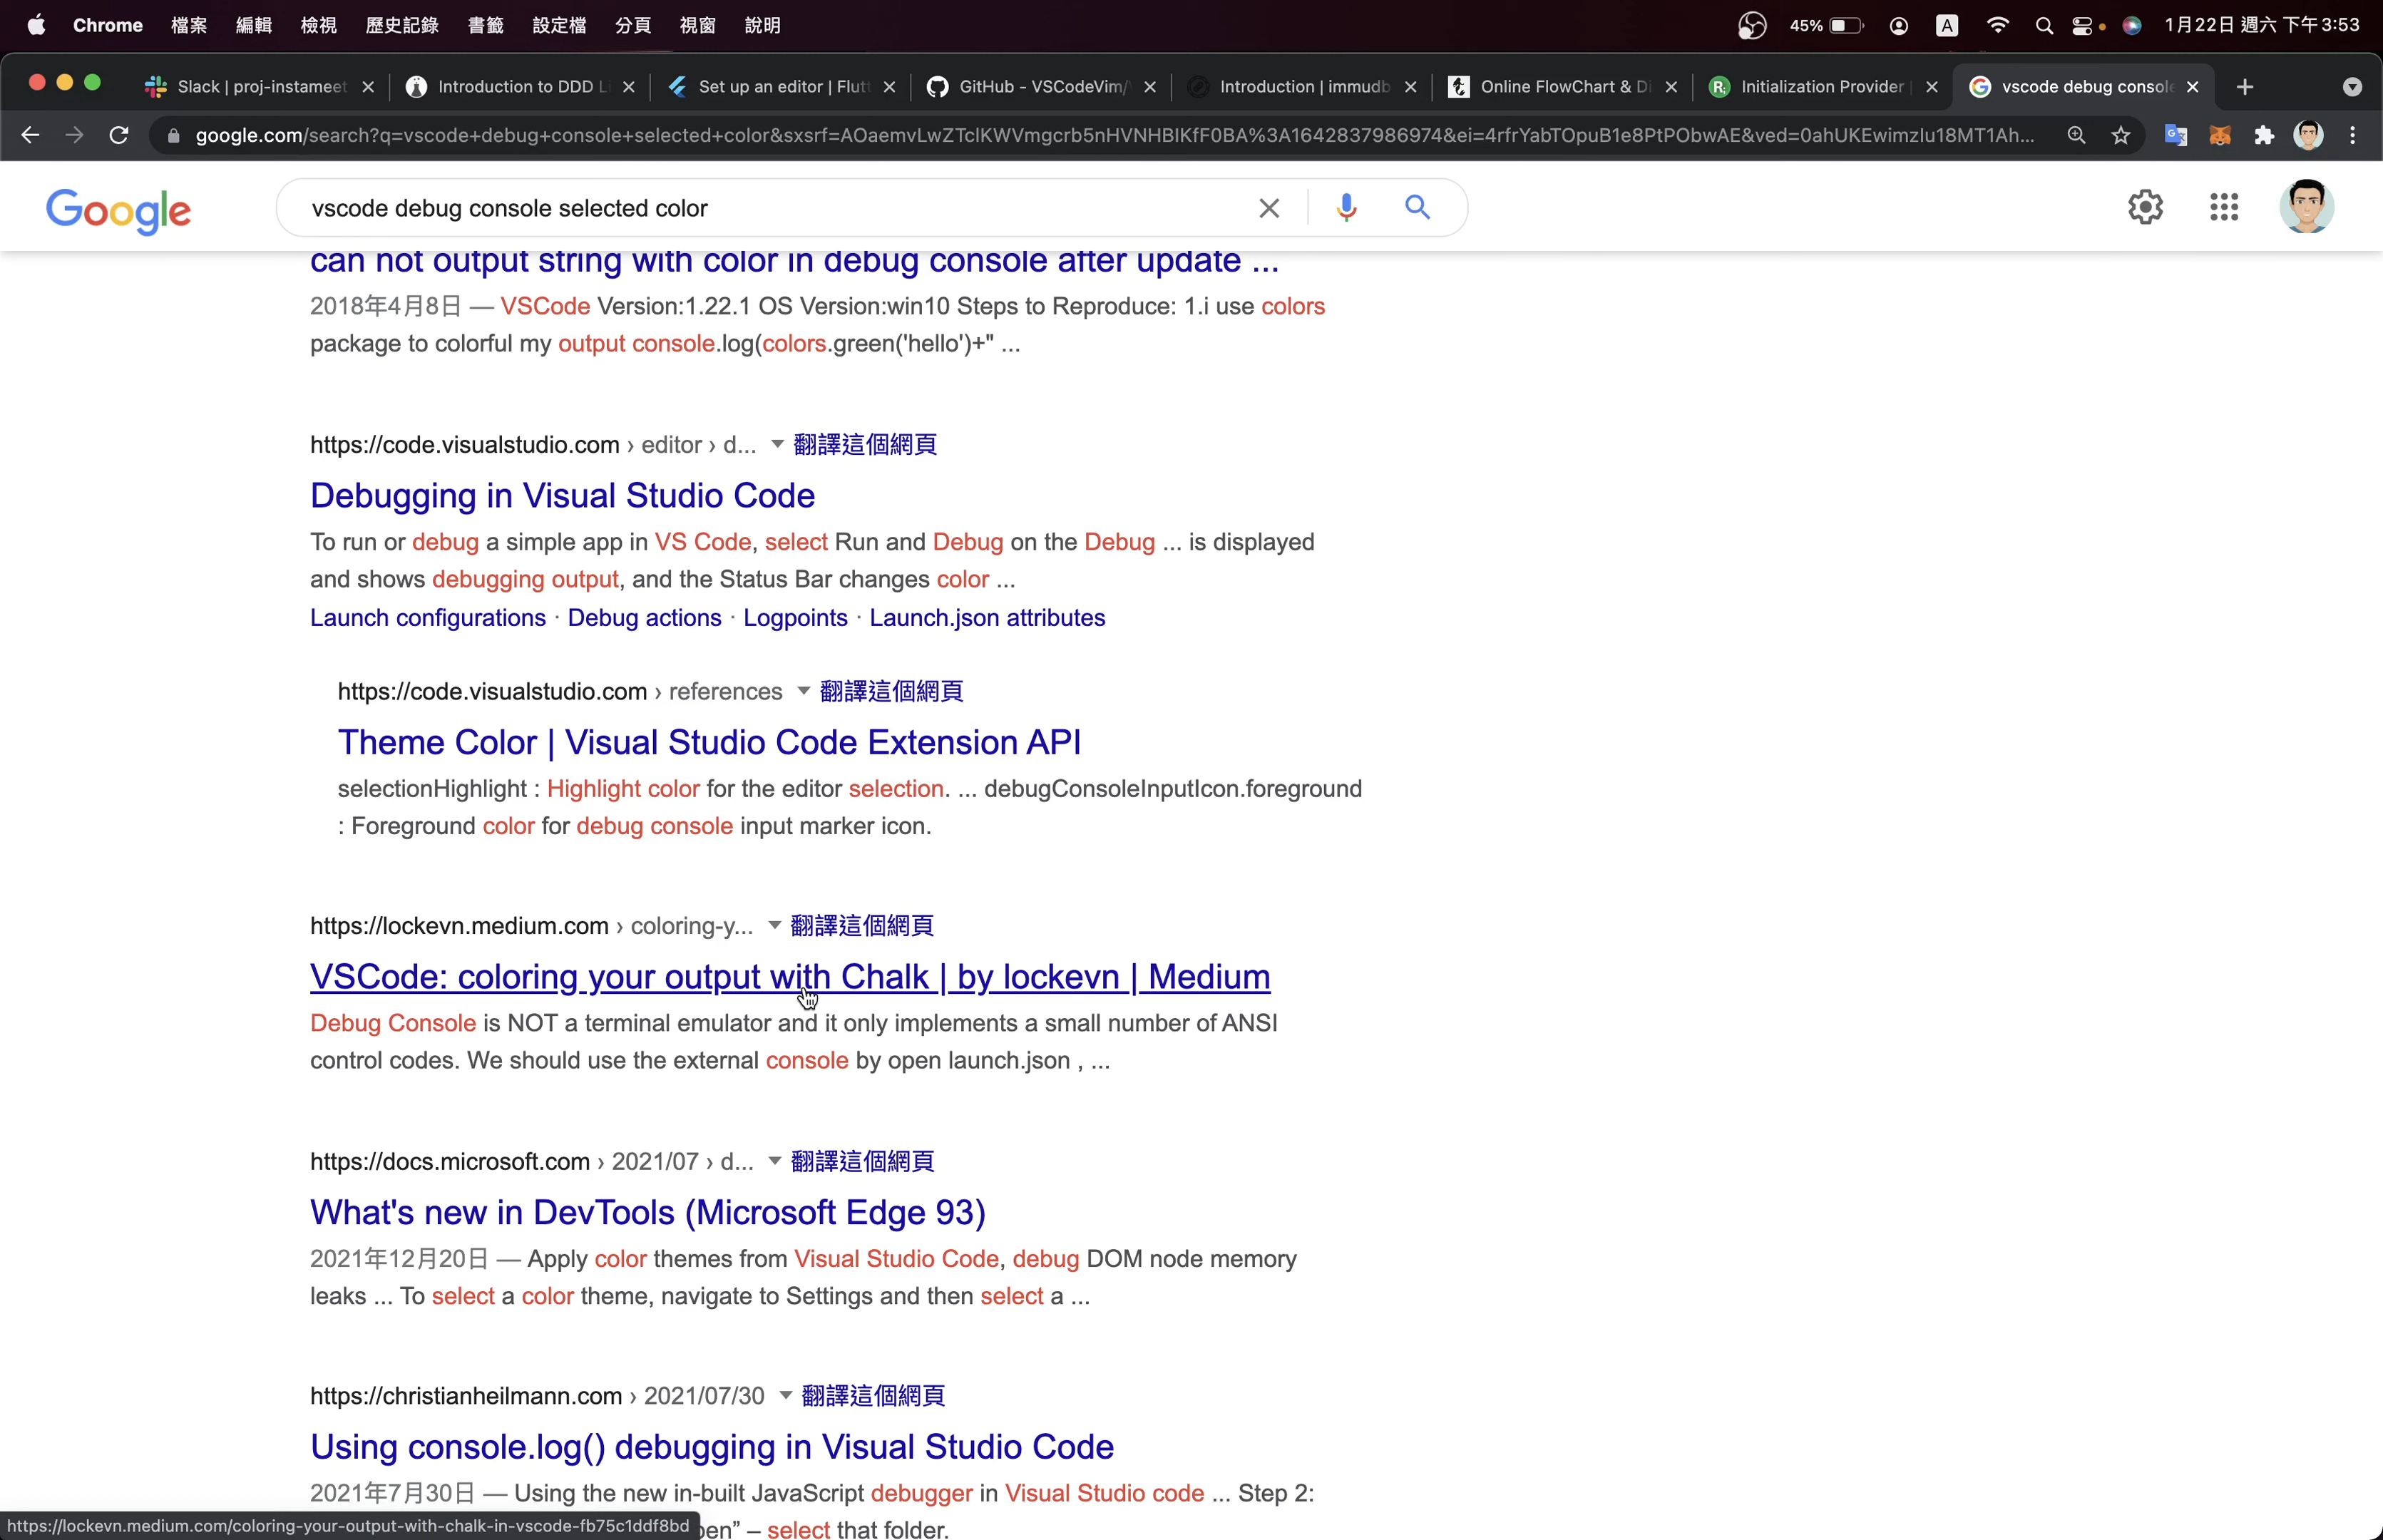 Chrome 檔案 編輯 檢視 歷史記錄 書籤 設定檔 分頁 視窗 說明 45% A 1月22日 週六 下午3:53
Slack | proj-instameet Introduction to DDD Li Set up an editor | Flutt GitHub - VSCodeVim/ Introduction | immudb Online FlowChart & Di Initialization Provider | vscode debug console
google.com/search?q=vscode+debug+console+selected+color&sxsrf=AOaemvLwZTclKWVmgcrb5nHVNHBIKfF0BA%3A1642837986974&ei=4rfrYabTOpuB1e8PtPObwAE&ved=0ahUKEwimzIu18MT1Ah...
Google vscode debug console selected color
can not output string with color in debug console after update ...
2018年4月8日 — VSCode Version:1.22.1 OS Version:win10 Steps to Reproduce: 1.i use colors
package to colorful my output console.log(colors.green('hello')+" ...
https://code.visualstudio.com › editor › d... 翻譯這個網頁
Debugging in Visual Studio Code
To run or debug a simple app in VS Code, select Run and Debug on the Debug ... is displayed
and shows debugging output, and the Status Bar changes color ...
Launch configurations · Debug actions · Logpoints · Launch.json attributes
https://code.visualstudio.com › references 翻譯這個網頁
Theme Color | Visual Studio Code Extension API
selectionHighlight : Highlight color for the editor selection. ... debugConsoleInputIcon.foreground
: Foreground color for debug console input marker icon.
https://lockevn.medium.com › coloring-y... 翻譯這個網頁
VSCode: coloring your output with Chalk | by lockevn | Medium
Debug Console is NOT a terminal emulator and it only implements a small number of ANSI
control codes. We should use the external console by open launch.json , ...
https://docs.microsoft.com › 2021/07 › d... 翻譯這個網頁
What's new in DevTools (Microsoft Edge 93)
2021年12月20日 — Apply color themes from Visual Studio Code, debug DOM node memory
leaks ... To select a color theme, navigate to Settings and then select a ...
https://christianheilmann.com › 2021/07/30 翻譯這個網頁
Using console.log() debugging in Visual Studio Code
2021年7月30日 — Using the new in-built JavaScript debugger in Visual Studio code ... Step 2:
https://lockevn.medium.com/coloring-your-output-with-chalk-in-vscode-fb75c1ddf8bd pen” – select that folder.